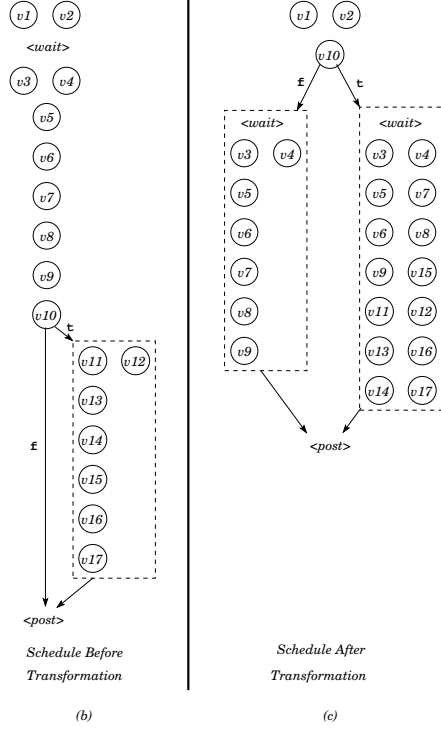 v1 v2
<wait>
v3 v4
v5
v6
v7
v8
v9
v10
t
v11 v12
v13
v14
f
v15
v16
v17
<post>
Schedule Before
Transformation
(b)
v1 v2
v10
f t
<wait>
v3 v4
v5
v6
v7
v8
v9
<wait>
v3 v4
v5 v7
v6 v8
v9 v15
v11 v12
v13 v16
v14 v17
<post>
Schedule After
Transformation
(c)